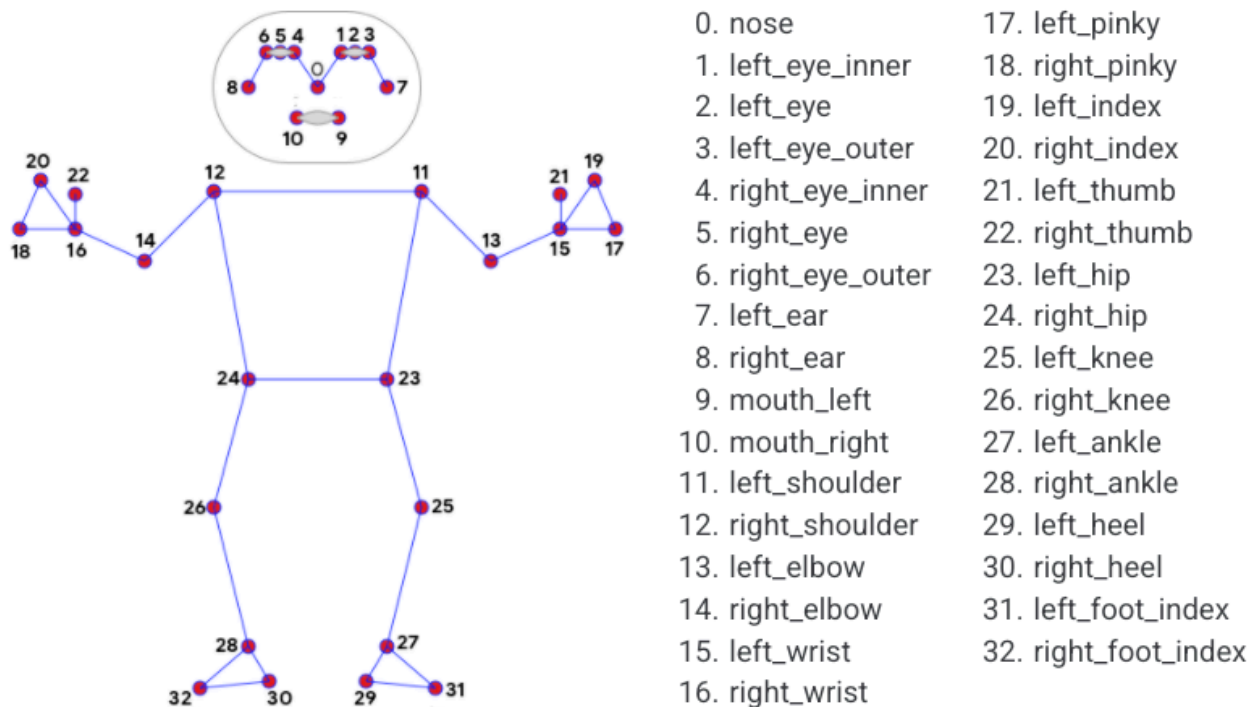 6 5 4 1 2 3
0
8 7
10 9
20 22 12 11 21 19
18 16 14 13 15 17
24 23
26 25
28 27
32 30 29 31
0. nose
1. left_eye_inner
2. left_eye
3. left_eye_outer
4. right_eye_inner
5. right_eye
6. right_eye_outer
7. left_ear
8. right_ear
9. mouth_left
10. mouth_right
11. left_shoulder
12. right_shoulder
13. left_elbow
14. right_elbow
15. left_wrist
16. right_wrist
17. left_pinky
18. right_pinky
19. left_index
20. right_index
21. left_thumb
22. right_thumb
23. left_hip
24. right_hip
25. left_knee
26. right_knee
27. left_ankle
28. right_ankle
29. left_heel
30. right_heel
31. left_foot_index
32. right_foot_index